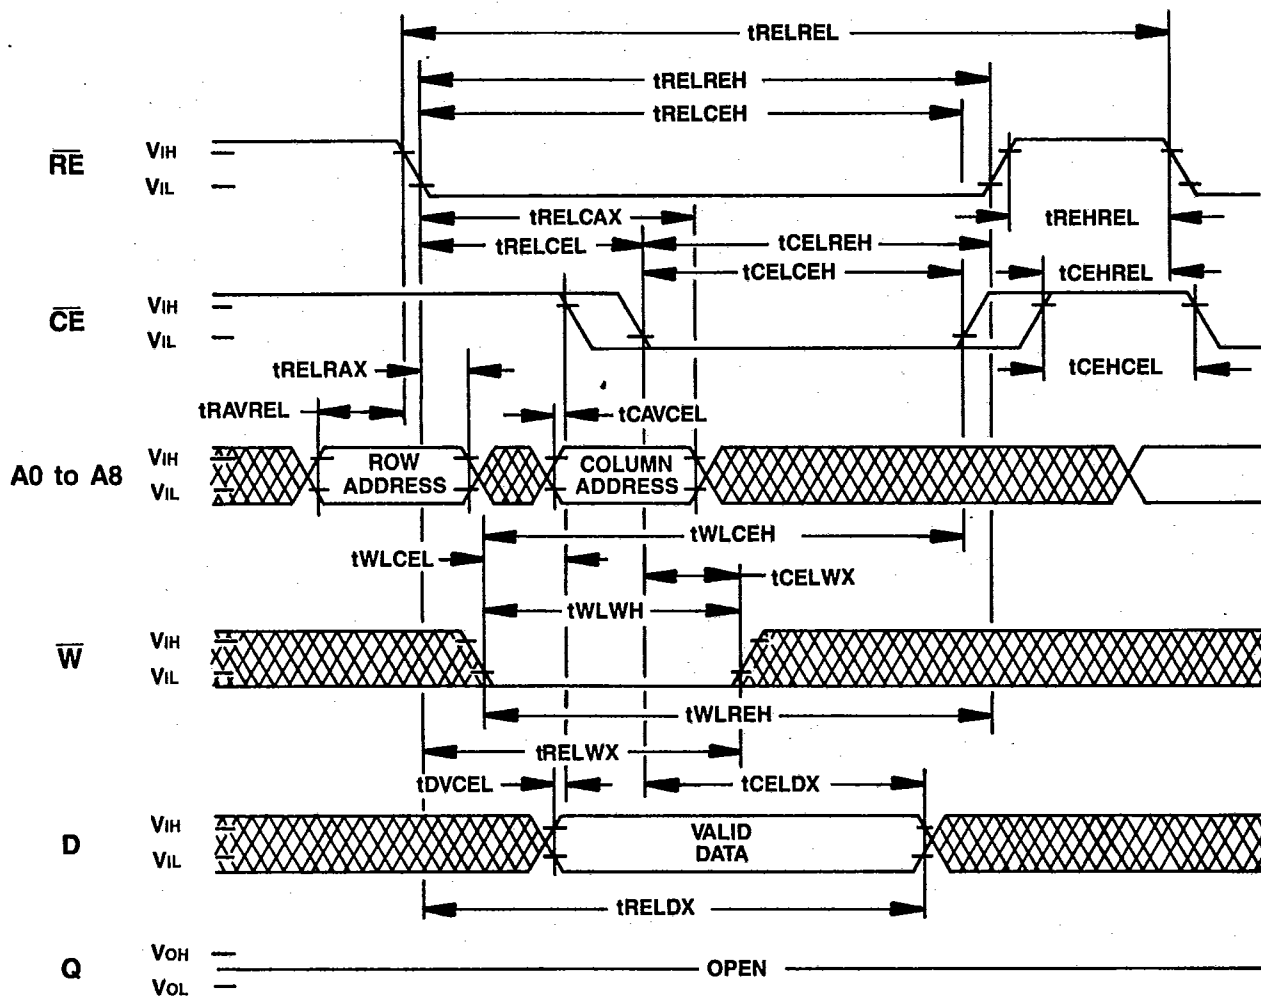 tRELREL
tRELREH
tRELCEH
RE VIH
VIL
tRELCAX tREHREL
tRELCEL tCELREH
tCELCEH tCEHREL
CE VIH
VIL
tRELRAX tCEHCEL
tRAVREL tCAVCEL
A0 to A8 VIH ROW COLUMN
VIL ADDRESS ADDRESS
tWLCEH
tWLCEL tCELWX
tWLWH
W VIH
VIL
tWLREH
tRELWX
tDVCEL tCELDX
D VIH VALID
VIL DATA
tRELDX
Q VOH
OPEN
VOL